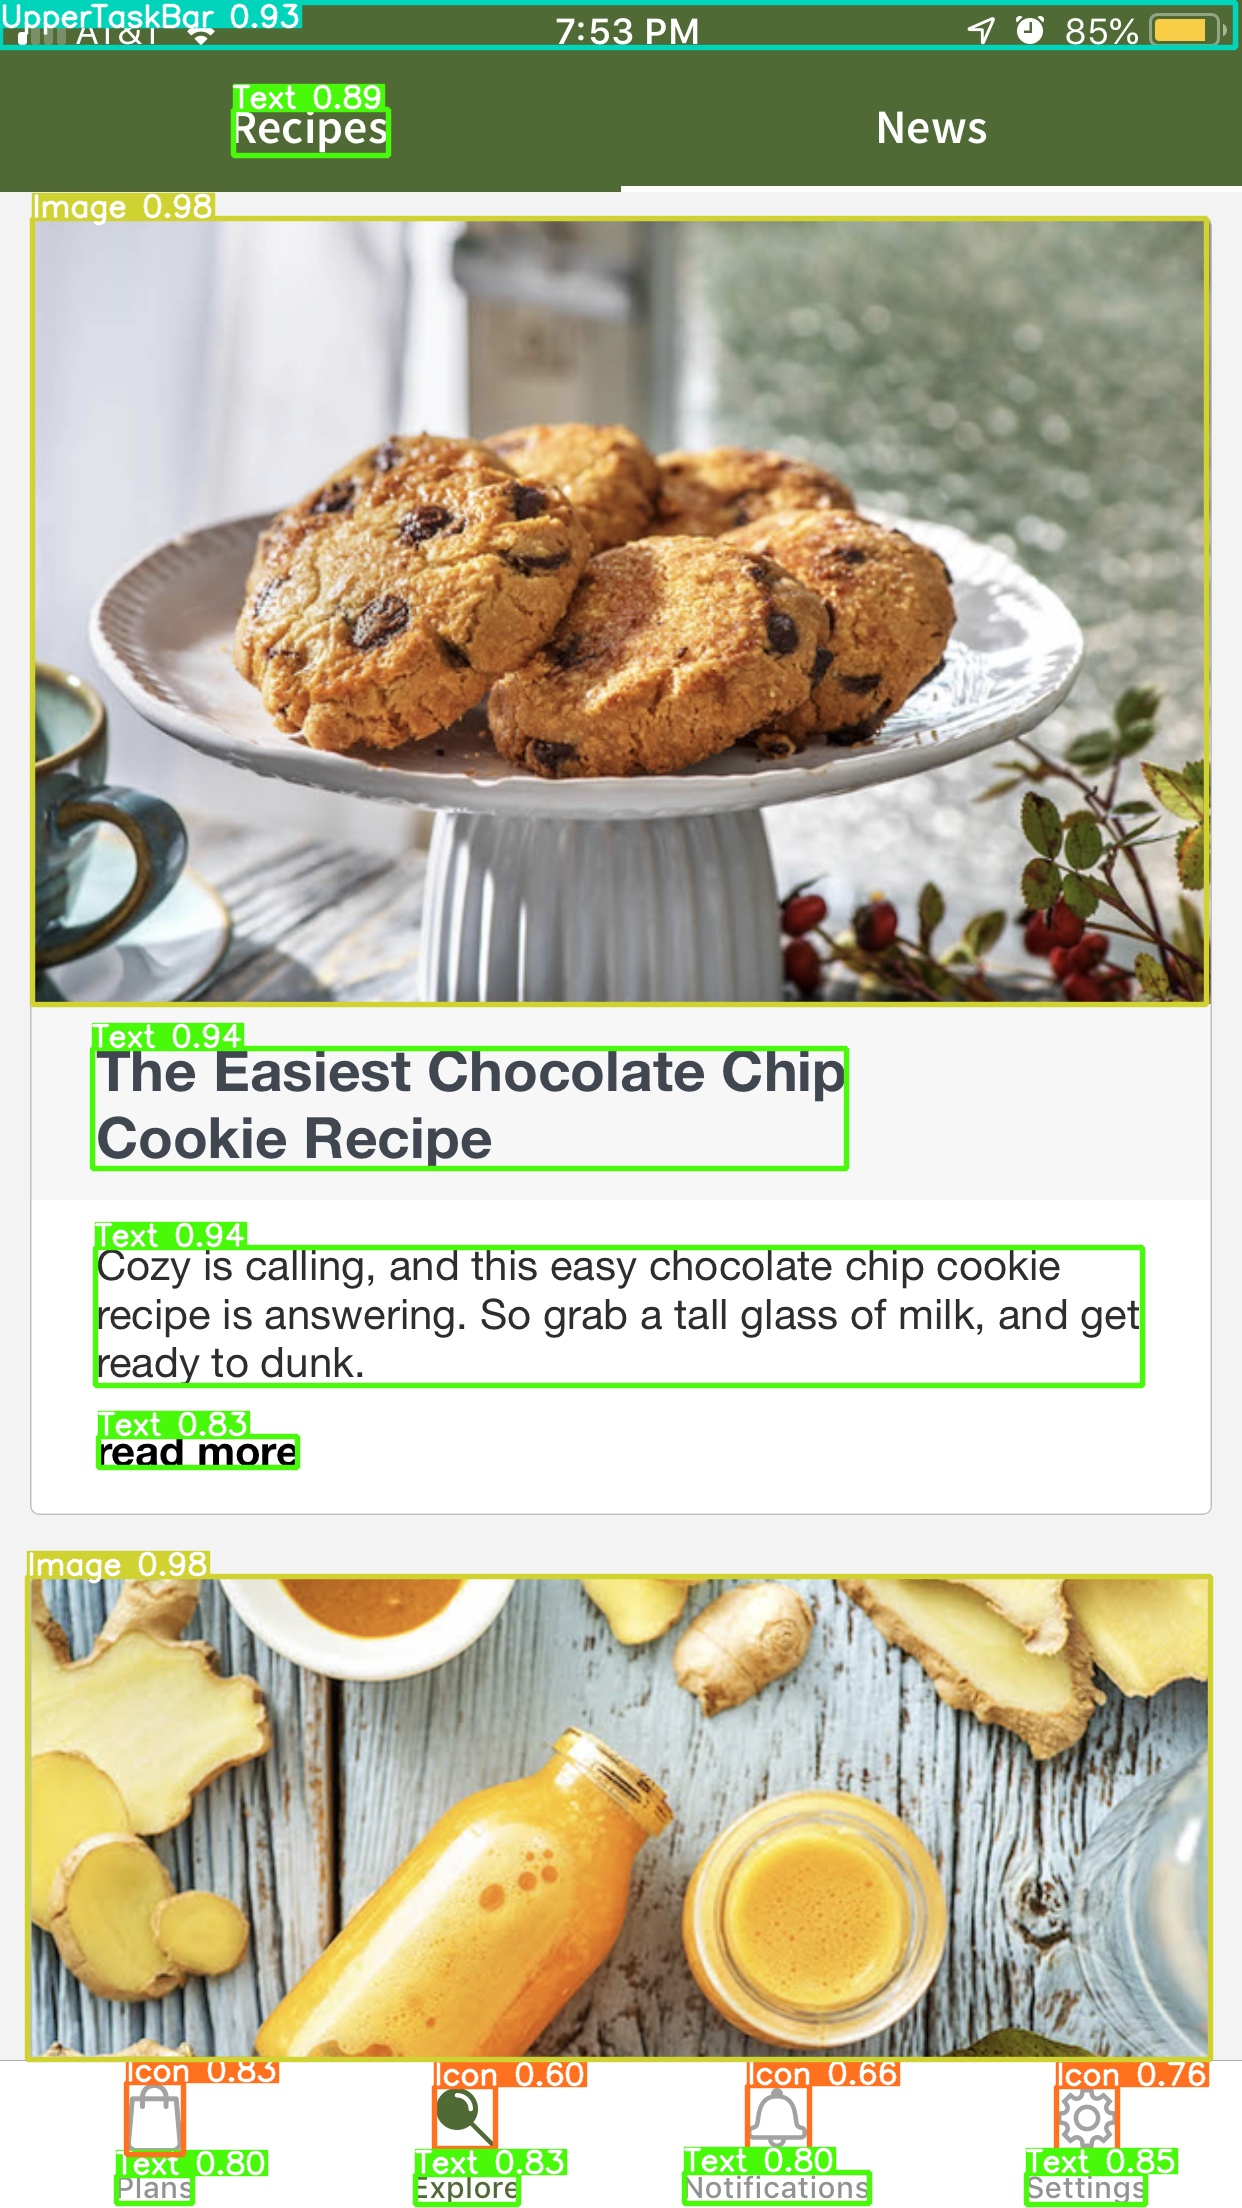 UpperTaskBar 0.93
AT&T 7:53 PM 85%
Text 0.89
Recipes News
Image 0.98
Text 0.94
The Easiest Chocolate Chip
Cookie Recipe
Text 0.94
Cozy is calling, and this easy chocolate chip cookie
recipe is answering. So grab a tall glass of milk, and get
ready to dunk.
Text 0.83
read more
Image 0.98
Icon 0.83 Icon 0.60 Icon 0.66 Icon 0.76
Text 0.80 Text 0.83 Text 0.80 Text 0.85
Plans Explore Notifications Settings